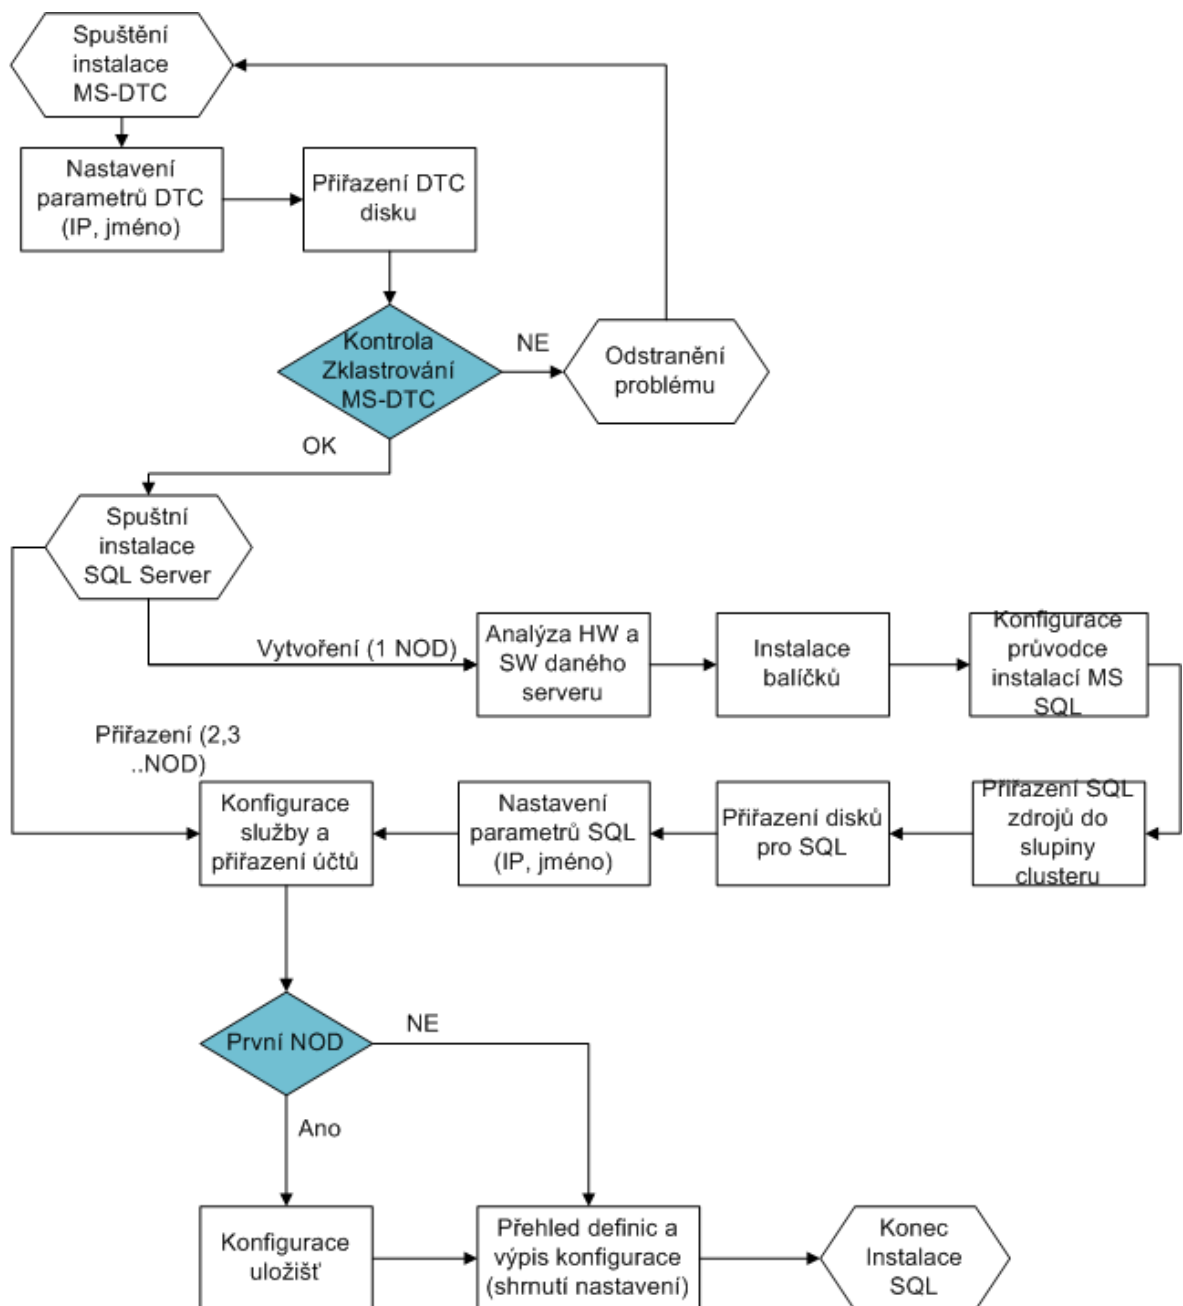 Spuštění
instalace
MS-DTC
Nastavení
parametrů DTC
(IP, jméno)
Přiřazení DTC
disku
Kontrola
Zklastrování
MS-DTC
NE
Odstranění
problému
OK
Spuštní
instalace
SQL Server
Vytvoření (1 NOD)
Analýza HW a
SW daného
serveru
Instalace
balíčků
Konfigurace
průvodce
instalací MS
SQL
Přiřazení (2,3
..NOD)
Konfigurace
služby a
přiřazení účtů
Nastavení
parametrů SQL
(IP, jméno)
Přiřazení disků
pro SQL
Přiřazení SQL
zdrojů do
slupiny
clusteru
První NOD
NE
Ano
Konfigurace
uložišť
Přehled definic a
výpis konfigurace
(shrnutí nastavení)
Konec
Instalace
SQL